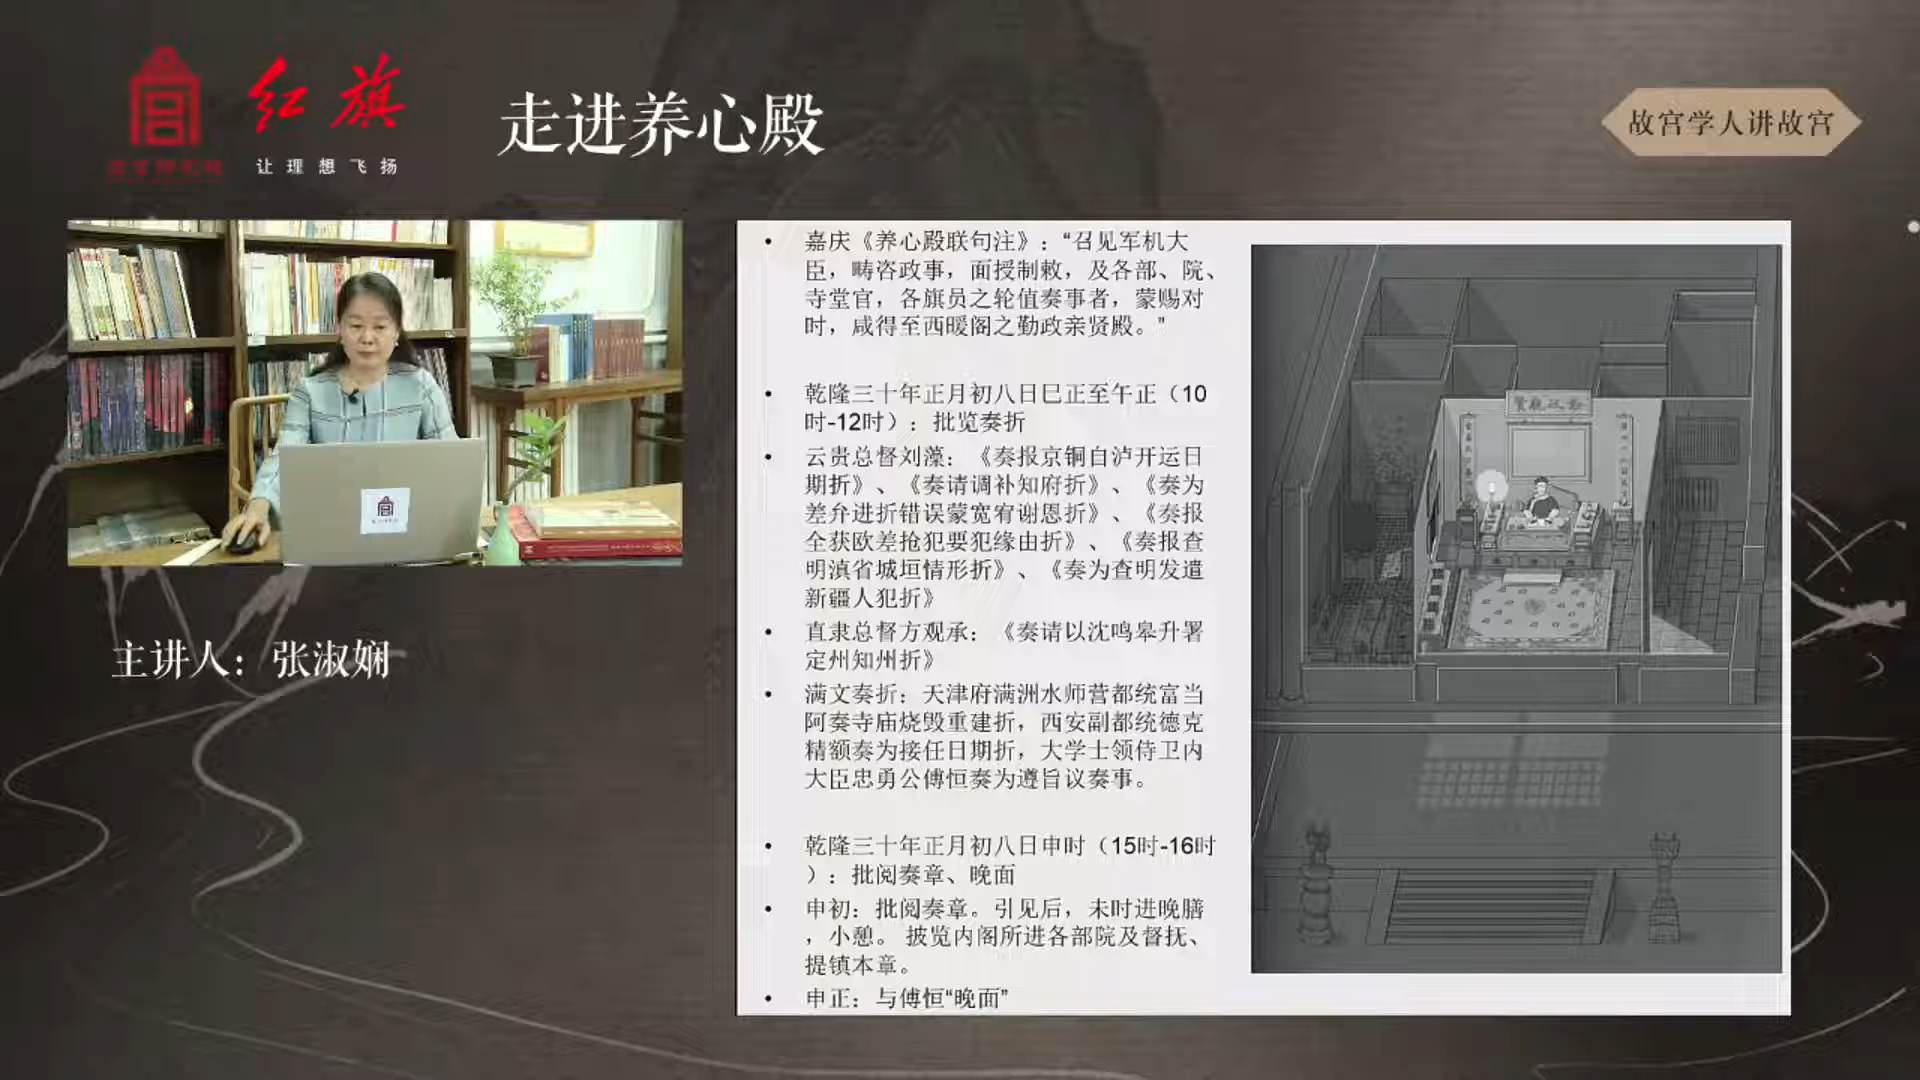 红旗
让理想飞扬
走进养心殿
故宫学人讲故宫
主讲人：张淑娴
• 嘉庆《养心殿联句注》：“召见军机大
臣，畴咨政事，面授制敕，及各部、院、
寺堂官，各旗员之轮值奏事者，蒙赐对
时，咸得至西暖阁之勤政亲贤殿。”
• 乾隆三十年正月初八日巳正至午正（10
时-12时）：批览奏折
• 云贵总督刘藻：《奏报京铜自泸开运日
期折》、《奏请调补知府折》、《奏为
差弁进折错误蒙宽宥谢恩折》、《奏报
全获欧差抢犯要犯缘由折》、《奏报查
明滇省城垣情形折》、《奏为查明发遣
新疆人犯折》
• 直隶总督方观承：《奏请以沈鸣皋升署
定州知州折》
• 满文奏折：天津府满洲水师营都统富当
阿奏寺庙烧毁重建折，西安副都统德克
精额奏为接任日期折，大学士领侍卫内
大臣忠勇公傅恒奏为遵旨议奏事。
• 乾隆三十年正月初八日申时（15时-16时
）：批阅奏章、晚面
• 申初：批阅奏章。引见后，未时进晚膳
，小憩。 披览内阁所进各部院及督抚、
提镇本章。
• 申正：与傅恒“晚面”